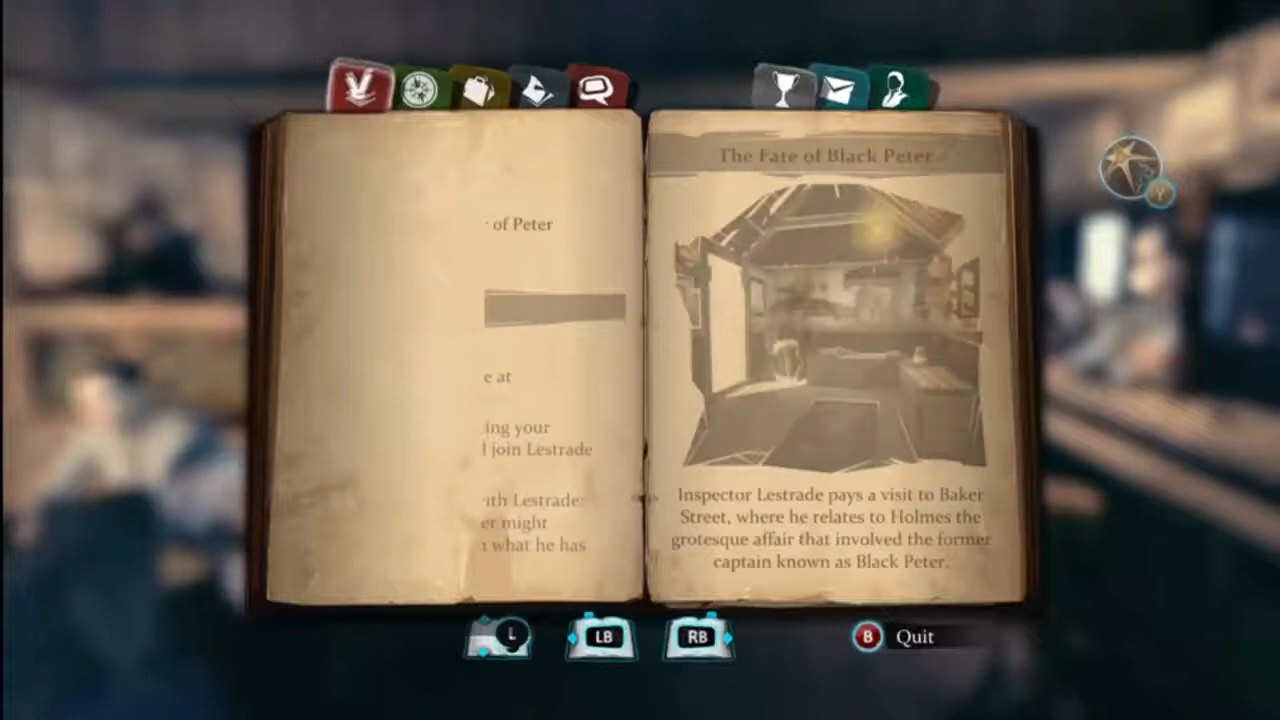 of Peter
e at
ing your
join Lestrade
ith Lestrade:
er might
what he has
The Fate of Black Peter
Inspector Lestrade pays a visit to Baker
Street, where he relates to Holmes the
grotesque affair that involved the former
captain known as Black Peter.
Y
L
LB
RB
B Quit